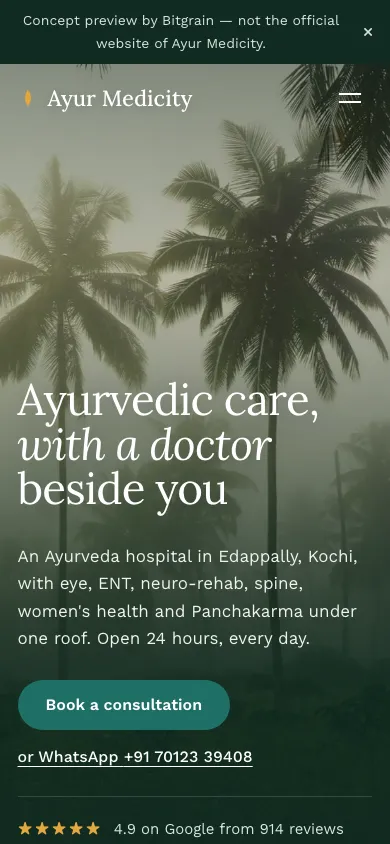 Concept preview by Bitgrain — not the official
website of Ayur Medicity.
×
Ayur Medicity
Ayurvedic care,
with a doctor
beside you
An Ayurveda hospital in Edappally, Kochi,
with eye, ENT, neuro-rehab, spine,
women's health and Panchakarma under
one roof. Open 24 hours, every day.
Book a consultation
or WhatsApp +91 70123 39408
★★★★★ 4.9 on Google from 914 reviews